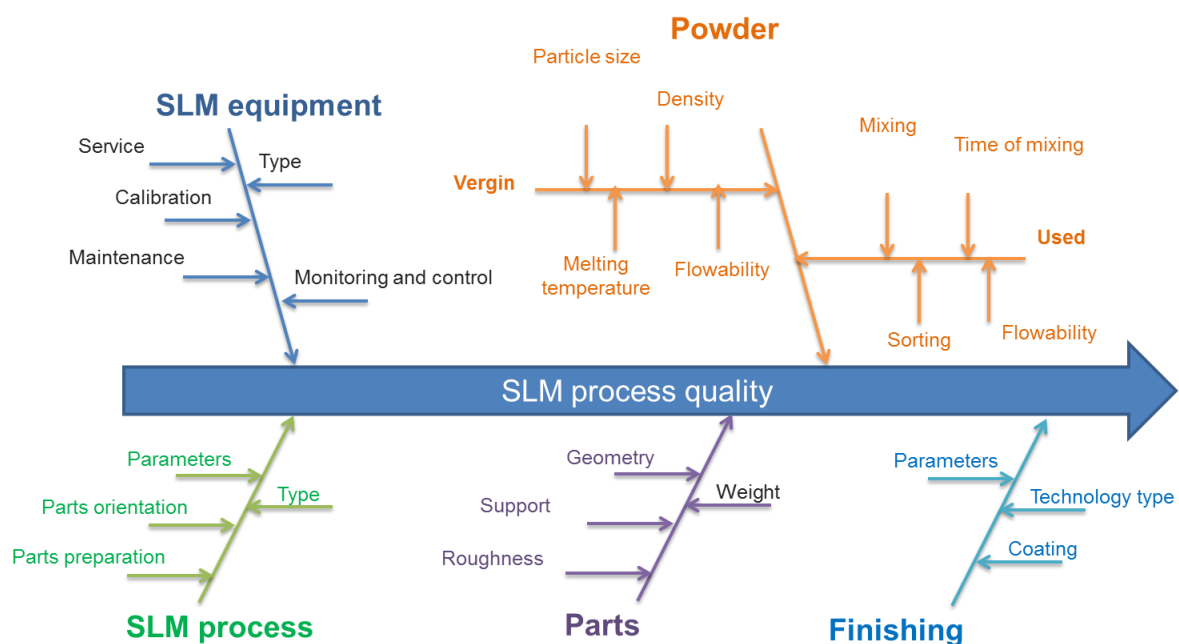 Powder
Particle size
SLM equipment
Density
Mixing
Service
Type
Time of mixing
Vergin
Calibration
Used
Maintenance
Monitoring and control
Melting
temperature
Flowability
Sorting
Flowability
SLM process quality
Parameters
Geometry
Parameters
Parts orientation
Type
Support
Weight
Technology type
Parts preparation
Roughness
Coating
SLM process
Parts
Finishing